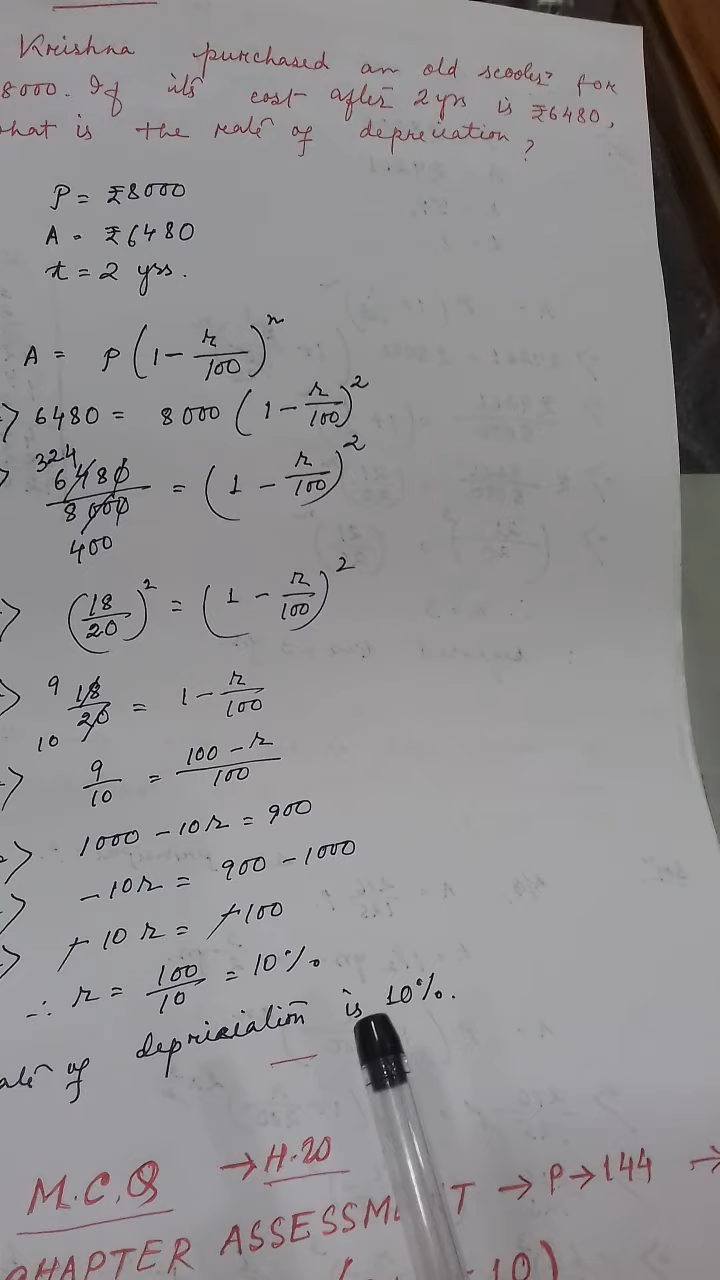 Krishna purchased an old scooter for
8000. If its cost after 2 yrs is ₹6480,
what is the rate of depreciation?
P = ₹8000
A = ₹6480
t = 2 yrs.
A = P(1 - r/100)^n
=> 6480 = 8000 (1 - r/100)^2
=> 324 6480/8000 400 = (1 - r/100)^2
=> (18/20)^2 = (1 - r/100)^2
=> 9 18/20 10 = 1 - r/100
=> 9/10 = (100 - r)/100
=> 1000 - 10r = 900
=> -10r = 900 - 1000
=> -10r = -100
∴ r = 100/10 = 10%
rate of depriciation is 10%.
M.C.Q → H.20
CHAPTER ASSESSM T → P → 144 →
10)